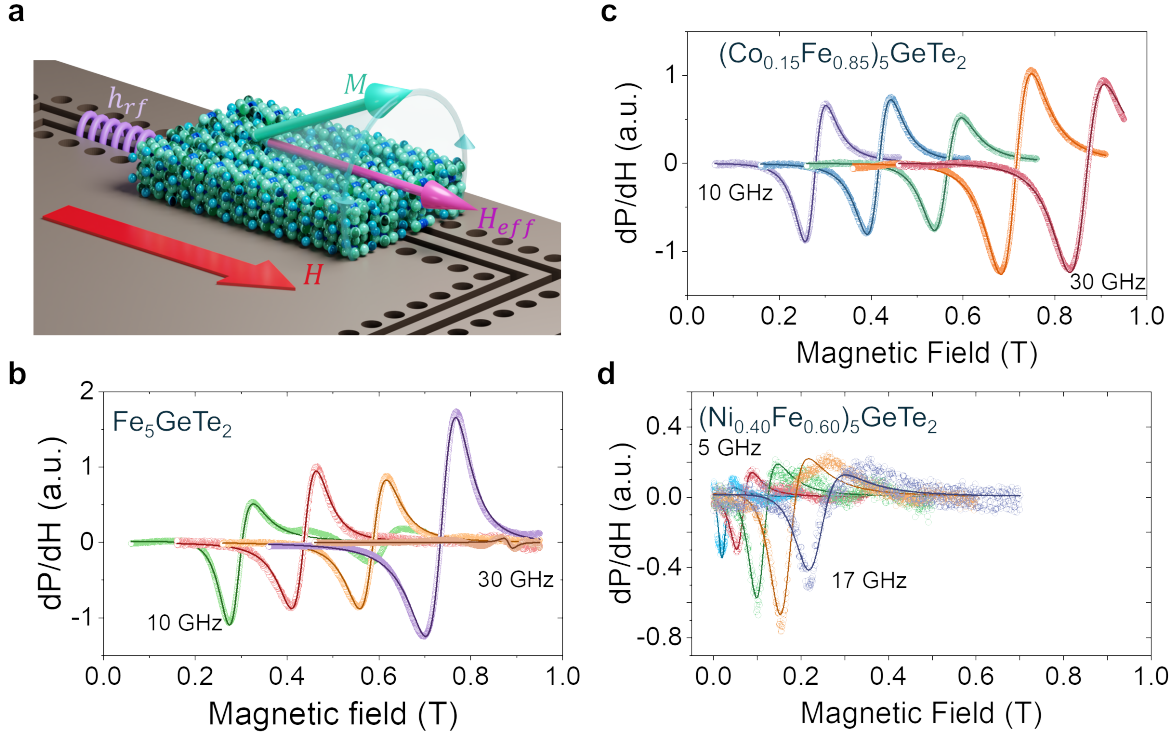 a
h_rf
M
H_eff
H
b
Fe₅GeTe₂
dP/dH (a.u.)
2
1
0
-1
10 GHz
30 GHz
0.0 0.2 0.4 0.6 0.8 1.0
Magnetic field (T)
c
(Co₀.₁₅Fe₀.₈₅)₅GeTe₂
dP/dH (a.u.)
1
0
-1
10 GHz
30 GHz
0.0 0.2 0.4 0.6 0.8 1.0
Magnetic Field (T)
d
(Ni₀.₄₀Fe₀.₆₀)₅GeTe₂
5 GHz
dP/dH (a.u.)
0.4
0.0
-0.4
-0.8
17 GHz
0.0 0.2 0.4 0.6 0.8 1.0
Magnetic Field (T)